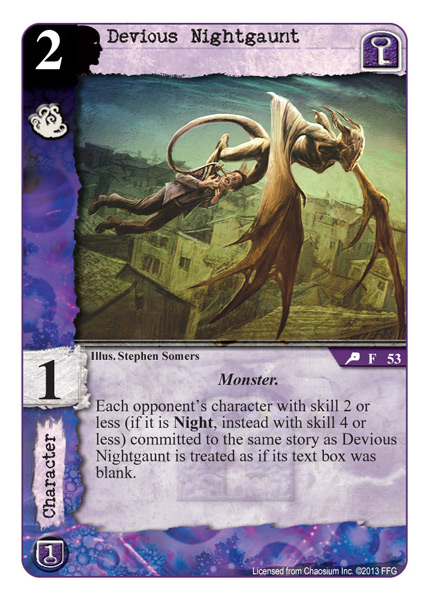 2
Devious Nightgaunt
Illus. Stephen Somers
F 53
1
Monster.
Each opponent's character with skill 2 or
less (if it is Night, instead with skill 4 or
less) committed to the same story as Devious
Nightgaunt is treated as if its text box was
blank.
Character
1
Licensed from Chaosium Inc. ©2013 FFG